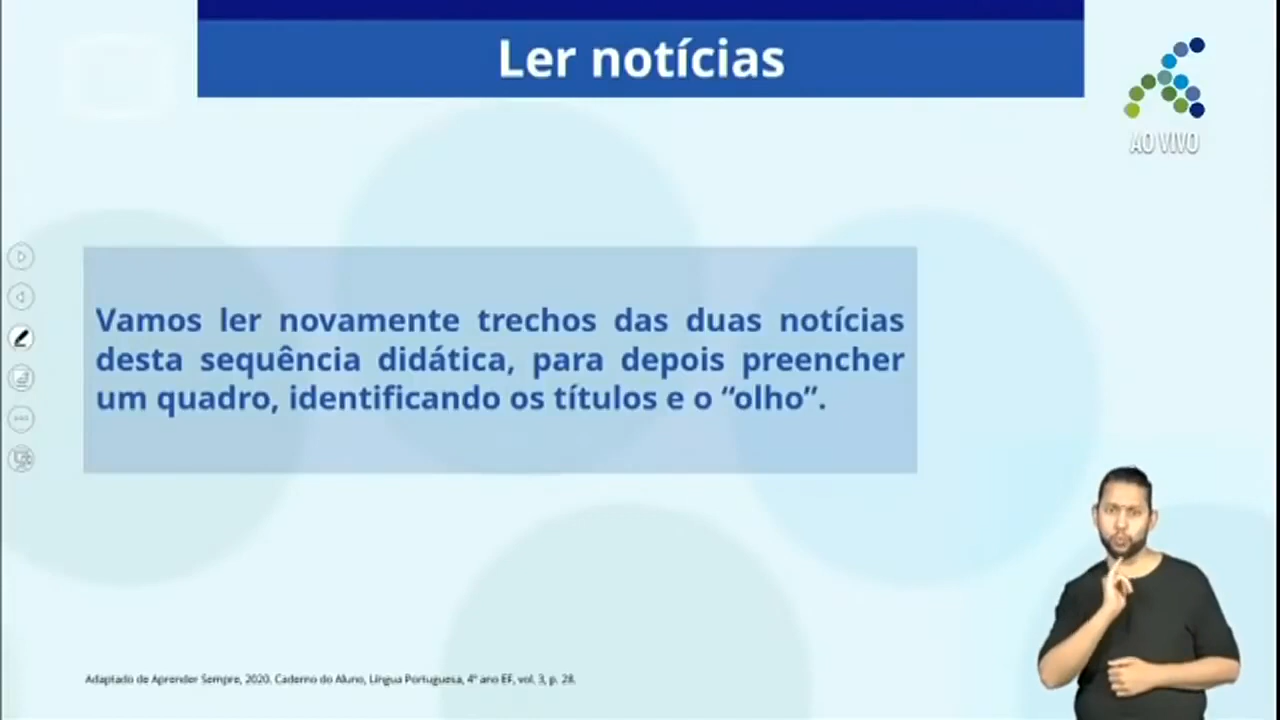 Ler notícias
AO VIVO
Vamos ler novamente trechos das duas notícias
desta sequência didática, para depois preencher
um quadro, identificando os títulos e o “olho”.
Adaptado de Aprender Sempre, 2020. Caderno do Aluno, Língua Portuguesa, 4º ano EF, vol. 3, p. 28.